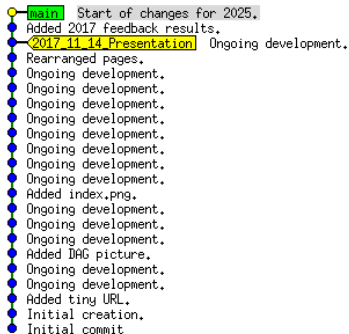 main Start of changes for 2025.
Added 2017 feedback results.
2017_11_14_Presentation Ongoing development.
Rearranged pages.
Ongoing development.
Ongoing development.
Ongoing development.
Ongoing development.
Ongoing development.
Ongoing development.
Ongoing development.
Ongoing development.
Added index.png.
Ongoing development.
Ongoing development.
Ongoing development.
Added DAG picture.
Ongoing development.
Ongoing development.
Added tiny URL.
Initial creation.
Initial commit